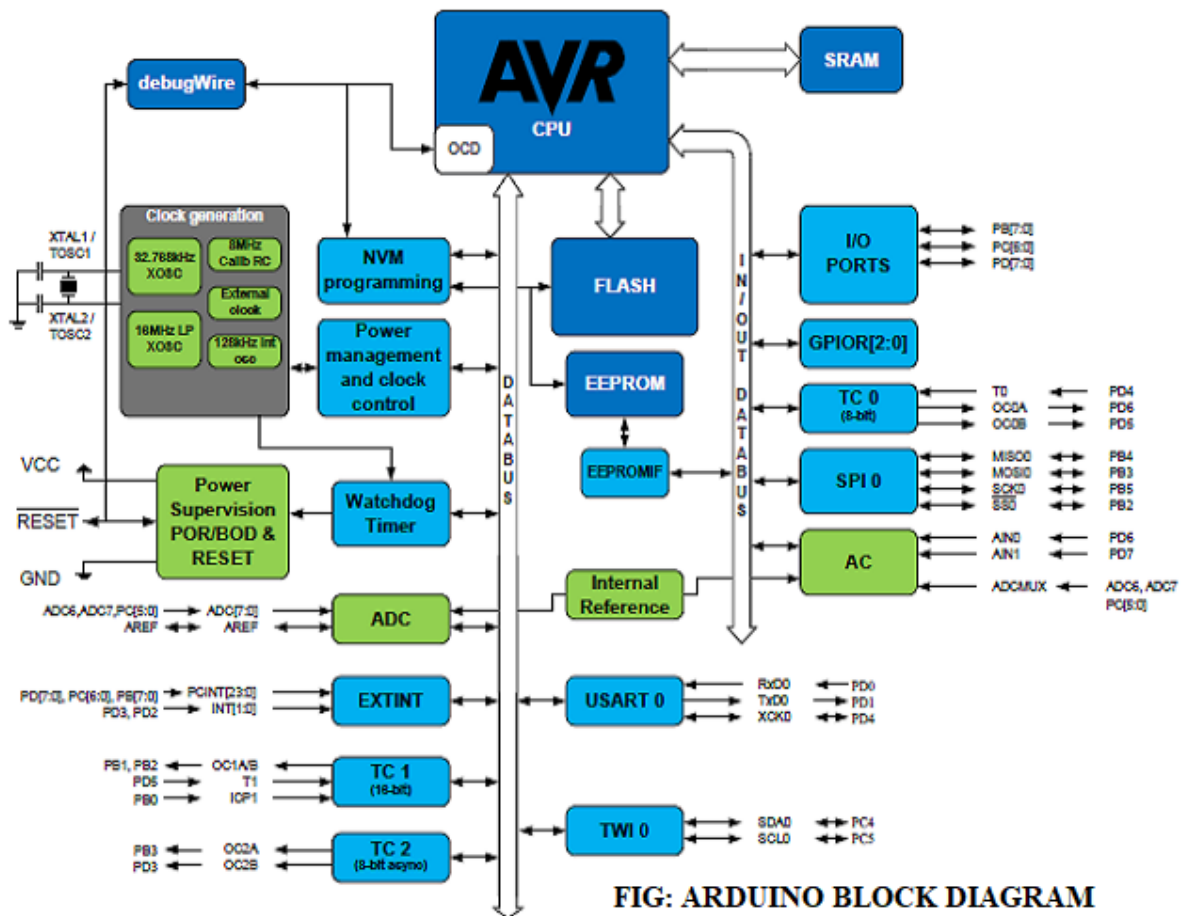 AVR
CPU
OCD
SRAM
debugWire
Clock generation
XTAL1 /
TOSC1
32.768kHz
XOSC
8MHz
Calib RC
External
clock
XTAL2 /
TOSC2
16MHz LP
XOSC
128kHz int
osc
NVM
programming
Power
management
and clock
control
FLASH
EEPROM
EEPROMIF
DATABUS
IN/OUT DATABUS
I/O
PORTS
PB[7:0]
PC[6:0]
PD[7:0]
GPIOR[2:0]
TC 0
(8-bit)
T0 PD4
OC0A PD6
OC0B PD5
SPI 0
MISO0 PB4
MOSI0 PB3
SCK0 PB5
SS0 PB2
AC
AIN0 PD6
AIN1 PD7
ADCMUX ADC6, ADC7
PC[5:0]
VCC
RESET
GND
Power
Supervision
POR/BOD &
RESET
Watchdog
Timer
Internal
Reference
ADC6,ADC7,PC[5:0] ADC[7:0]
AREF AREF
ADC
PD[7:0], PC[6:0], PB[7:0] PCINT[23:0]
PD3, PD2 INT[1:0]
EXTINT
USART 0
RxD0 PD0
TxD0 PD1
XCK0 PD4
PB1, PB2 OC1A/B
PD5 T1
PB0 ICP1
TC 1
(16-bit)
TWI 0
SDA0 PC4
SCL0 PC5
PB3 OC2A
PD3 OC2B
TC 2
(8-bit async)
FIG: ARDUINO BLOCK DIAGRAM